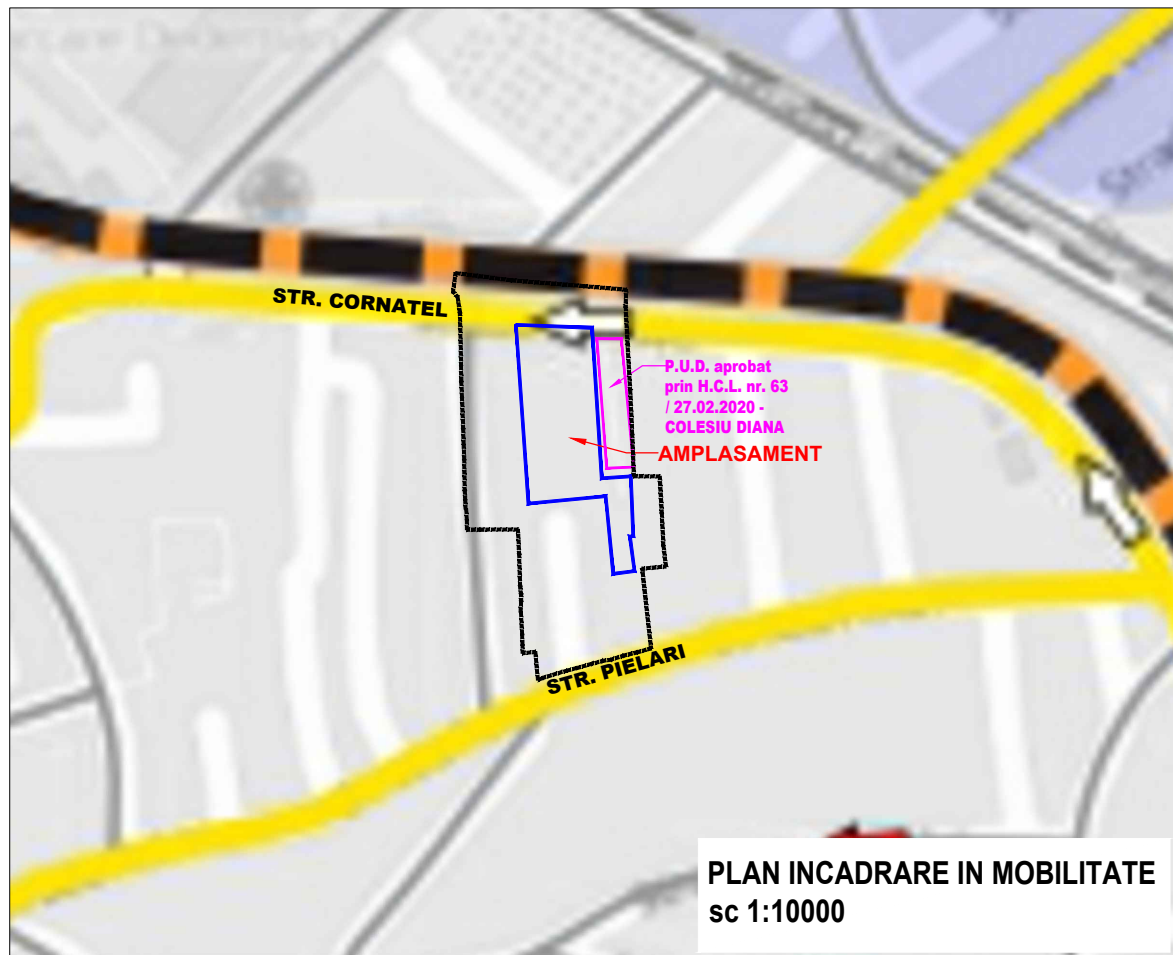 STR. CORNATEL
P.U.D. aprobat
prin H.C.L. nr. 63
/ 27.02.2020 -
COLESIU DIANA
AMPLASAMENT
STR. PIELARI
PLAN INCADRARE IN MOBILITATE
sc 1:10000